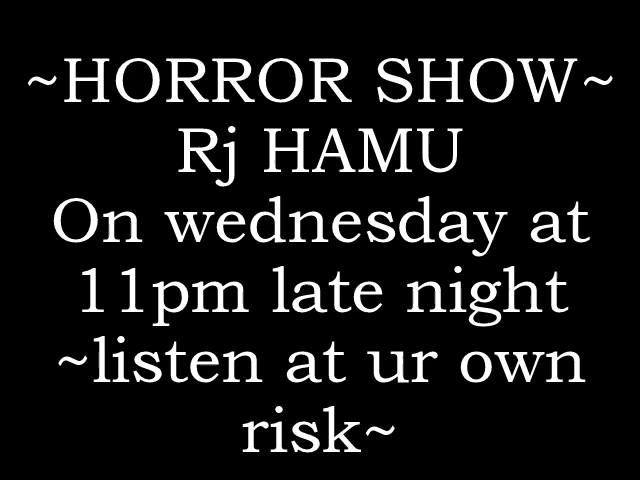 ~HORROR SHOW~
Rj HAMU
On wednesday at
11pm late night
~listen at ur own
risk~